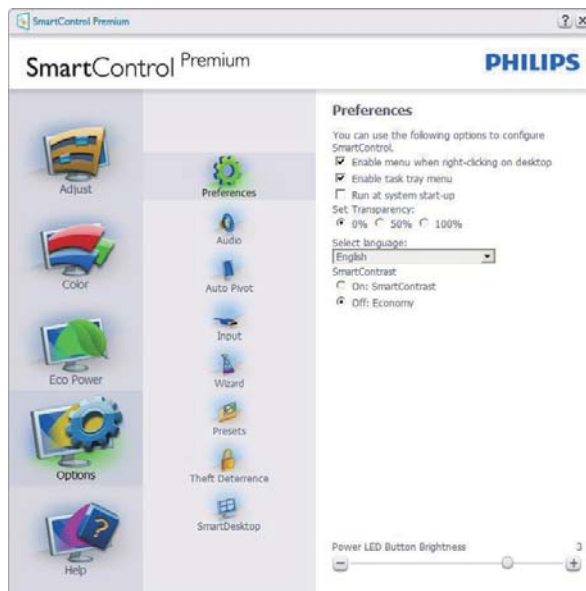 SmartControl Premium
SmartControl Premium
PHILIPS
Adjust
Color
Eco Power
Options
Help
Preferences
Audio
Auto Pivot
Input
Wizard
Presets
Theft Deterrence
SmartDesktop
Preferences
You can use the following options to configure
SmartControl.
Enable menu when right-clicking on desktop
Enable task tray menu
Run at system start-up
Set Transparency:
0% 50% 100%
Select language:
English
SmartContrast
On: SmartContrast
Off: Economy
Power LED Button Brightness 3